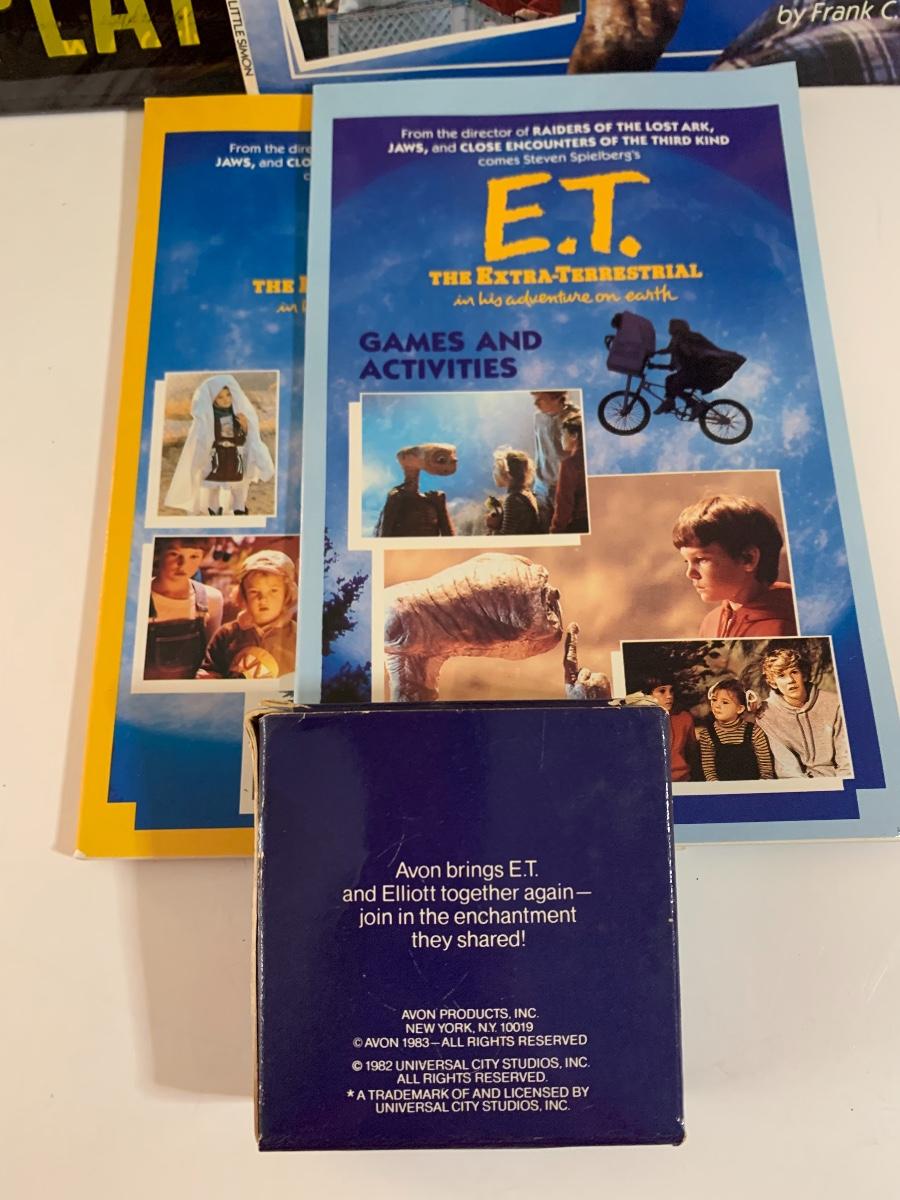 LITTLE SIMON
by Frank C.
From the
JAWS, and
THE
From the director of RAIDERS OF THE LOST ARK,
JAWS, and CLOSE ENCOUNTERS OF THE THIRD KIND
comes Steven Spielberg's
E.T.
THE EXTRA-TERRESTRIAL
in his adventure on earth
GAMES AND
ACTIVITIES
Avon brings E.T.
and Elliott together again—
join in the enchantment
they shared!
AVON PRODUCTS, INC.
NEW YORK, N.Y. 10019
© AVON 1983—ALL RIGHTS RESERVED
© 1982 UNIVERSAL CITY STUDIOS, INC.
ALL RIGHTS RESERVED.
* A TRADEMARK OF AND LICENSED BY
UNIVERSAL CITY STUDIOS, INC.